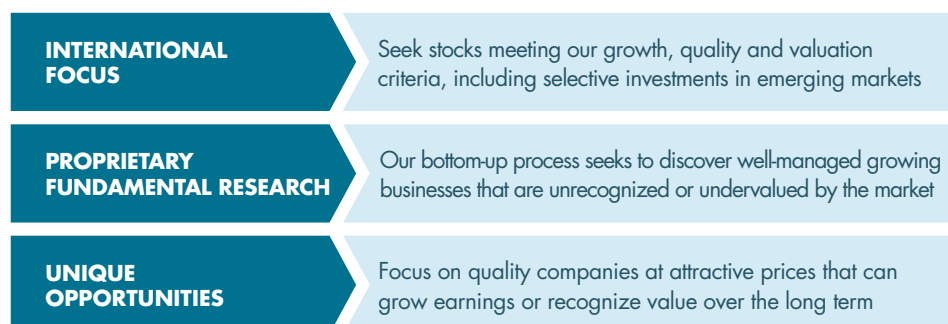 INTERNATIONAL
FOCUS
Seek stocks meeting our growth, quality and valuation
criteria, including selective investments in emerging markets
PROPRIETARY
FUNDAMENTAL RESEARCH
Our bottom-up process seeks to discover well-managed growing
businesses that are unrecognized or undervalued by the market
UNIQUE
OPPORTUNITIES
Focus on quality companies at attractive prices that can
grow earnings or recognize value over the long term